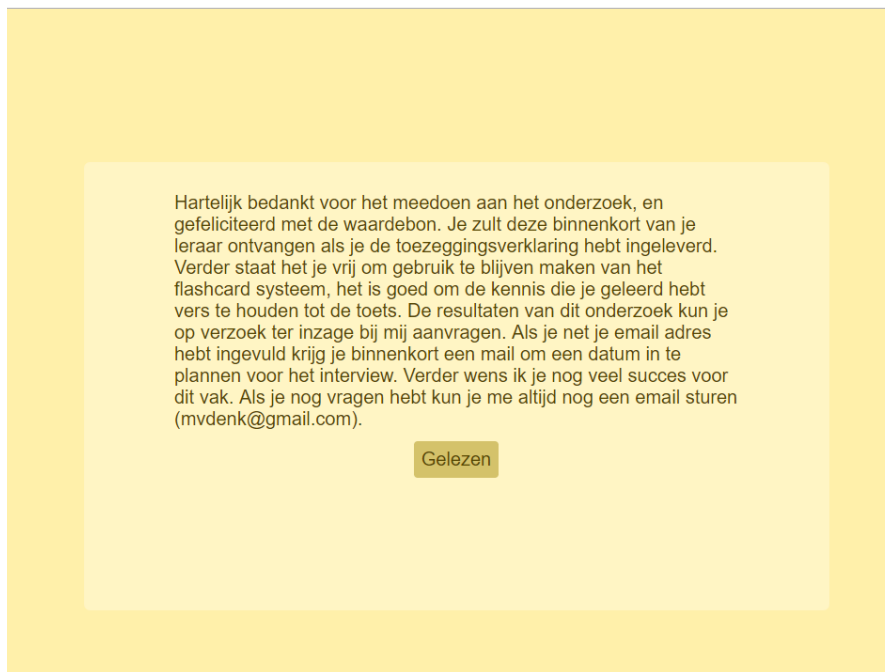 Hartelijk bedankt voor het meedoen aan het onderzoek, en
gefeliciteerd met de waardebon. Je zult deze binnenkort van je
leraar ontvangen als je de toezeggingsverklaring hebt ingeleverd.
Verder staat het je vrij om gebruik te blijven maken van het
flashcard systeem, het is goed om de kennis die je geleerd hebt
vers te houden tot de toets. De resultaten van dit onderzoek kun je
op verzoek ter inzage bij mij aanvragen. Als je net je email adres
hebt ingevuld krijg je binnenkort een mail om een datum in te
plannen voor het interview. Verder wens ik je nog veel succes voor
dit vak. Als je nog vragen hebt kun je me altijd nog een email sturen
(mvdenk@gmail.com).
Gelezen